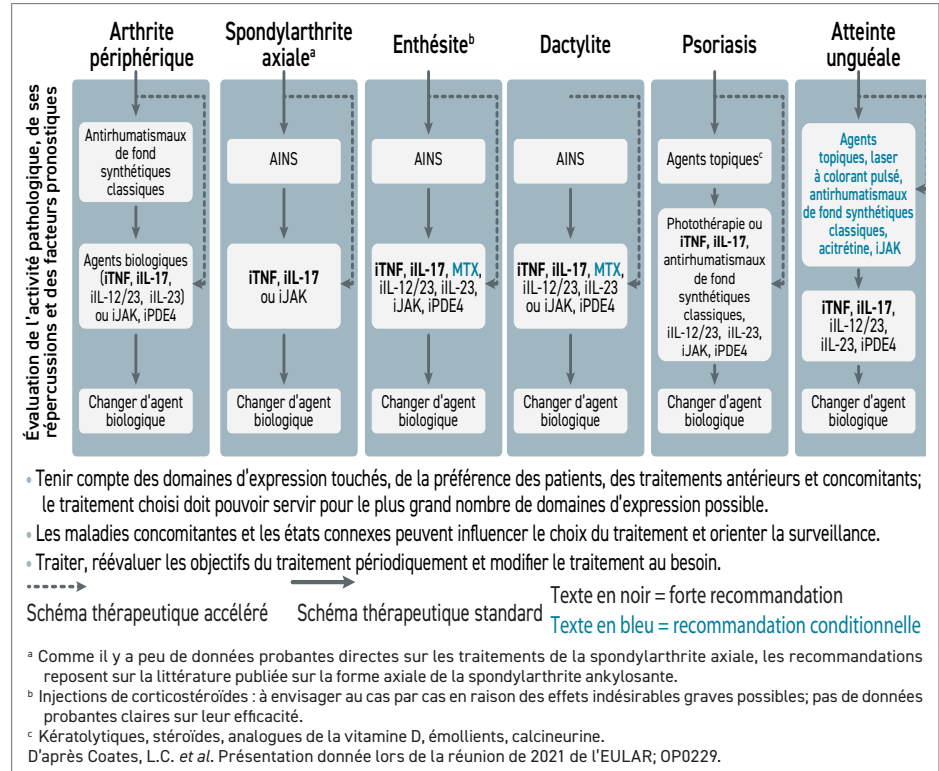 Arthrite
périphérique
Spondylarthrite
axialeᵃ
Enthésiteᵇ
Dactylite
Psoriasis
Atteinte
unguéale
Évaluation de l'activité pathologique, de ses
répercussions et des facteurs pronostiques
Antirhumatismaux
de fond
synthétiques
classiques
Agents biologiques
(iTNF, iIL-17,
iIL-12/23, iIL-23)
ou iJAK, iPDE4
Changer d'agent
biologique
AINS
iTNF, iIL-17
ou iJAK
Changer d'agent
biologique
AINS
iTNF, iIL-17, MTX,
iIL-12/23, iIL-23,
iJAK, iPDE4
Changer d'agent
biologique
AINS
iTNF, iIL-17, MTX,
iIL-12/23, iIL-23
ou iJAK, iPDE4
Changer d'agent
biologique
Agents topiquesᶜ
Photothérapie ou
iTNF, iIL-17,
antirhumatismaux
de fond
synthétiques
classiques,
iIL-12/23, iIL-23,
iJAK, iPDE4
Changer d'agent
biologique
Agents
topiques, laser
à colorant pulsé,
antirhumatismaux
de fond synthétiques
classiques,
acitrétine, iJAK
iTNF, iIL-17,
iIL-12/23,
iIL-23, iPDE4
Changer d'agent
biologique
• Tenir compte des domaines d'expression touchés, de la préférence des patients, des traitements antérieurs et concomitants;
le traitement choisi doit pouvoir servir pour le plus grand nombre de domaines d'expression possible.
• Les maladies concomitantes et les états connexes peuvent influencer le choix du traitement et orienter la surveillance.
• Traiter, réévaluer les objectifs du traitement périodiquement et modifier le traitement au besoin.
Schéma thérapeutique accéléré
Schéma thérapeutique standard
Texte en noir = forte recommandation
Texte en bleu = recommandation conditionnelle
ᵃ Comme il y a peu de données probantes directes sur les traitements de la spondylarthrite axiale, les recommandations
reposent sur la littérature publiée sur la forme axiale de la spondylarthrite ankylosante.
ᵇ Injections de corticostéroïdes : à envisager au cas par cas en raison des effets indésirables graves possibles; pas de données
probantes claires sur leur efficacité.
ᶜ Kératolytiques, stéroïdes, analogues de la vitamine D, émollients, calcineurine.
D'après Coates, L.C. et al. Présentation donnée lors de la réunion de 2021 de l'EULAR; OP0229.